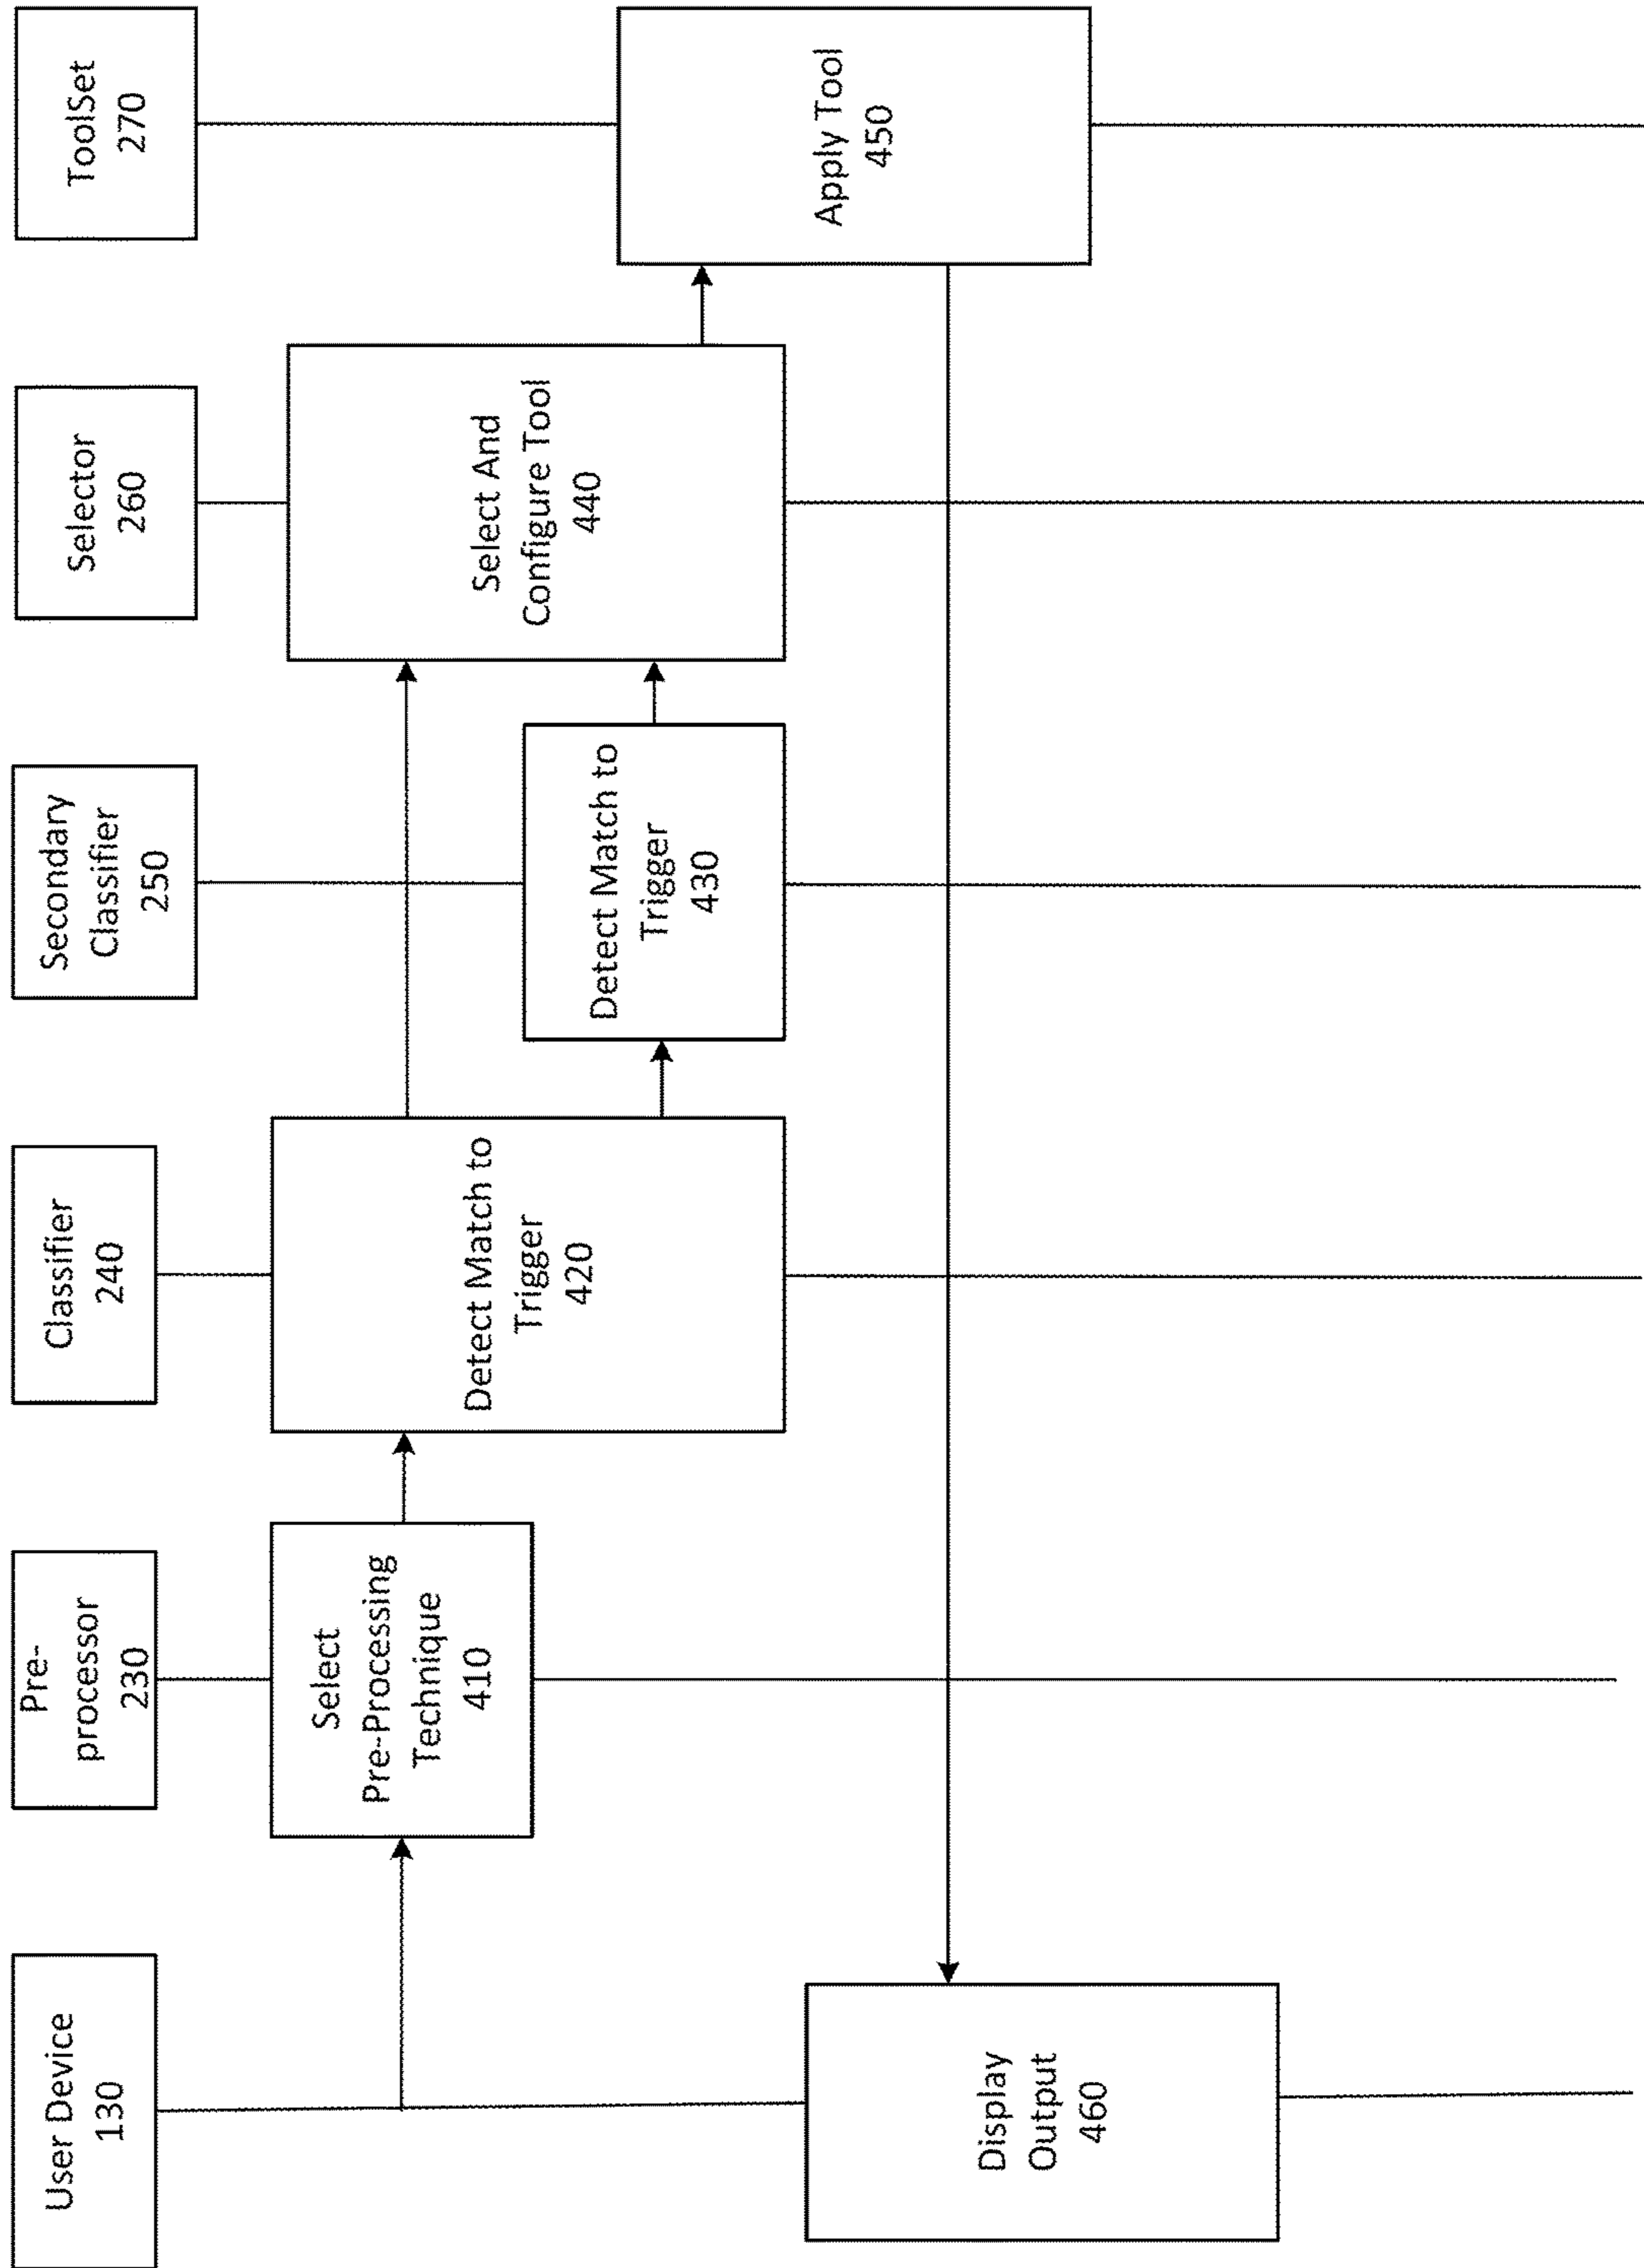 User Device
130
Pre-
processor
230
Classifier
240
Secondary
Classifier
250
Selector
260
ToolSet
270
Select
Pre-Processing
Technique
410
Detect Match to
Trigger
420
Detect Match to
Trigger
430
Select And
Configure Tool
440
Apply Tool
450
Display
Output
460